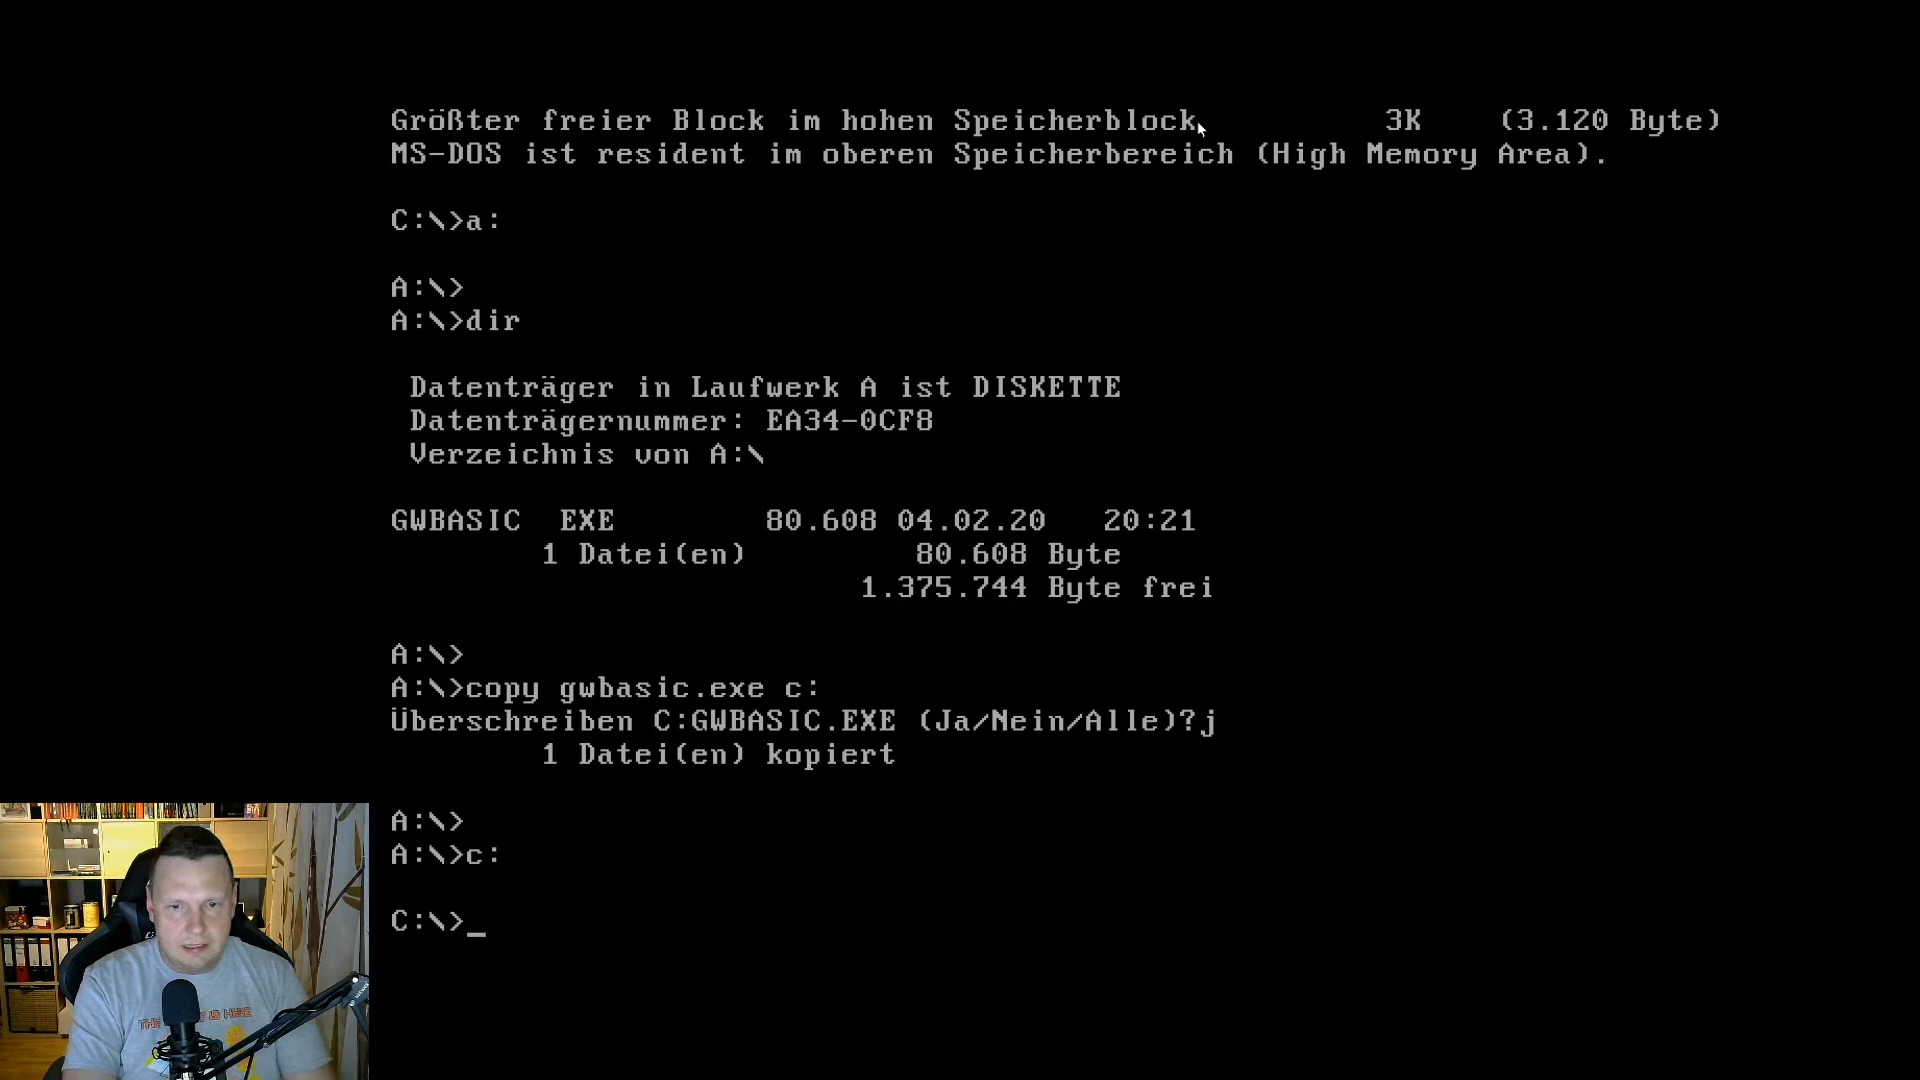 Größter freier Block im hohen Speicherblock 3K (3.120 Byte)
MS-DOS ist resident im oberen Speicherbereich (High Memory Area).
C:\>a:
A:\>
A:\>dir
Datenträger in Laufwerk A ist DISKETTE
Datenträgernummer: EA34-0CF8
Verzeichnis von A:\
GWBASIC EXE 80.608 04.02.20 20:21
1 Datei(en) 80.608 Byte
1.375.744 Byte frei
A:\>
A:\>copy gwbasic.exe c:
Überschreiben C:GWBASIC.EXE (Ja/Nein/Alle)?j
1 Datei(en) kopiert
A:\>
A:\>c:
C:\>_
THE IS HERE